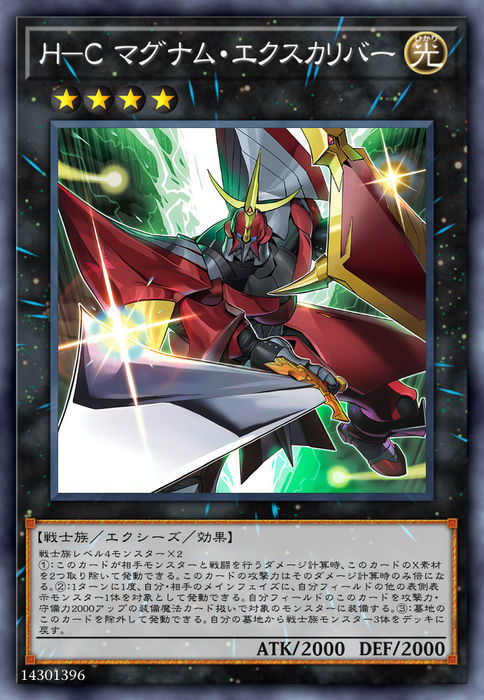 H－C マグナム・エクスカリバー
ひかり
光
【戦士族／エクシーズ／効果】
戦士族レベル4モンスター×2
①:このカードが相手モンスターと戦闘を行うダメージ計算時、このカードのX素材
を2つ取り除いて発動できる。このカードの攻撃力はそのダメージ計算時のみ倍にな
る。②:1ターンに1度、自分・相手のメインフェイズに、自分フィールドの他の表側表
示モンスター1体を対象として発動できる。自分フィールドのこのカードを攻撃力・
守備力2000アップの装備魔法カード扱いで対象のモンスターに装備する。③:墓地の
このカードを除外して発動できる。自分の墓地から戦士族モンスター3体をデッキに
戻す。
ATK/2000 DEF/2000
14301396